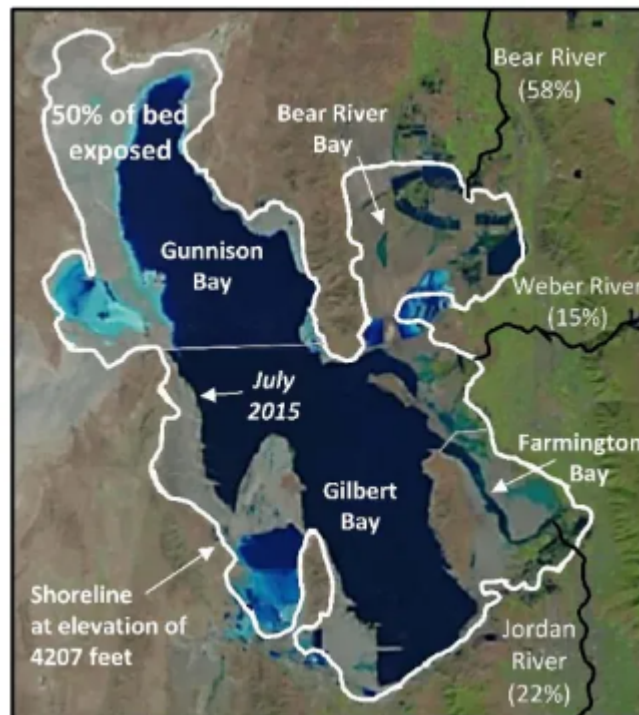 Bear River
(58%)
50% of bed
exposed
Bear River
Bay
Gunnison
Bay
Weber River
(15%)
July
2015
Farmington
Bay
Gilbert
Bay
Shoreline
at elevation of
4207 feet
Jordan
River
(22%)